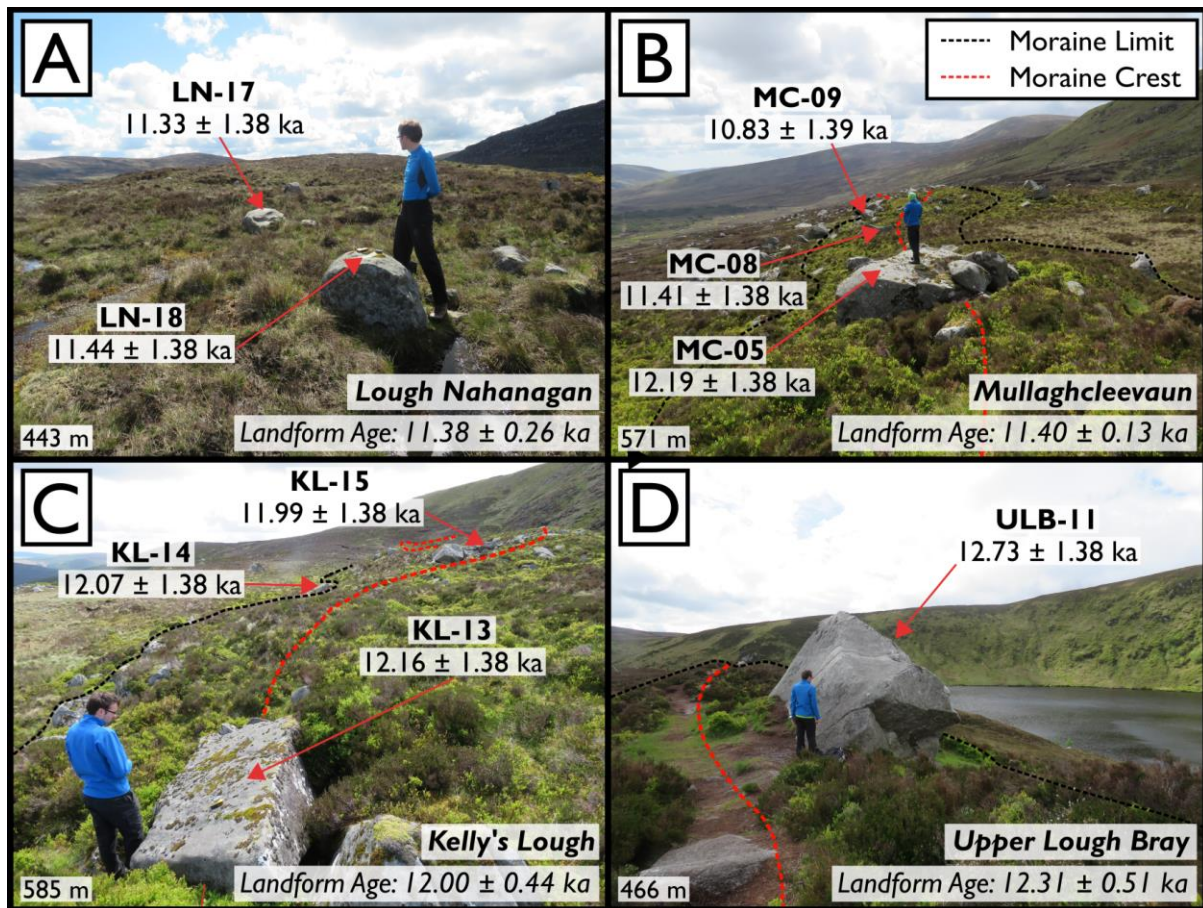 A
LN-17
11.33 ± 1.38 ka
LN-18
11.44 ± 1.38 ka
Lough Nahanagan
443 m
Landform Age: 11.38 ± 0.26 ka
B
Moraine Limit
Moraine Crest
MC-09
10.83 ± 1.39 ka
MC-08
11.41 ± 1.38 ka
MC-05
12.19 ± 1.38 ka
Mullaghcleevaun
571 m
Landform Age: 11.40 ± 0.13 ka
C
KL-15
11.99 ± 1.38 ka
KL-14
12.07 ± 1.38 ka
KL-13
12.16 ± 1.38 ka
Kelly's Lough
585 m
Landform Age: 12.00 ± 0.44 ka
D
ULB-11
12.73 ± 1.38 ka
Upper Lough Bray
466 m
Landform Age: 12.31 ± 0.51 ka